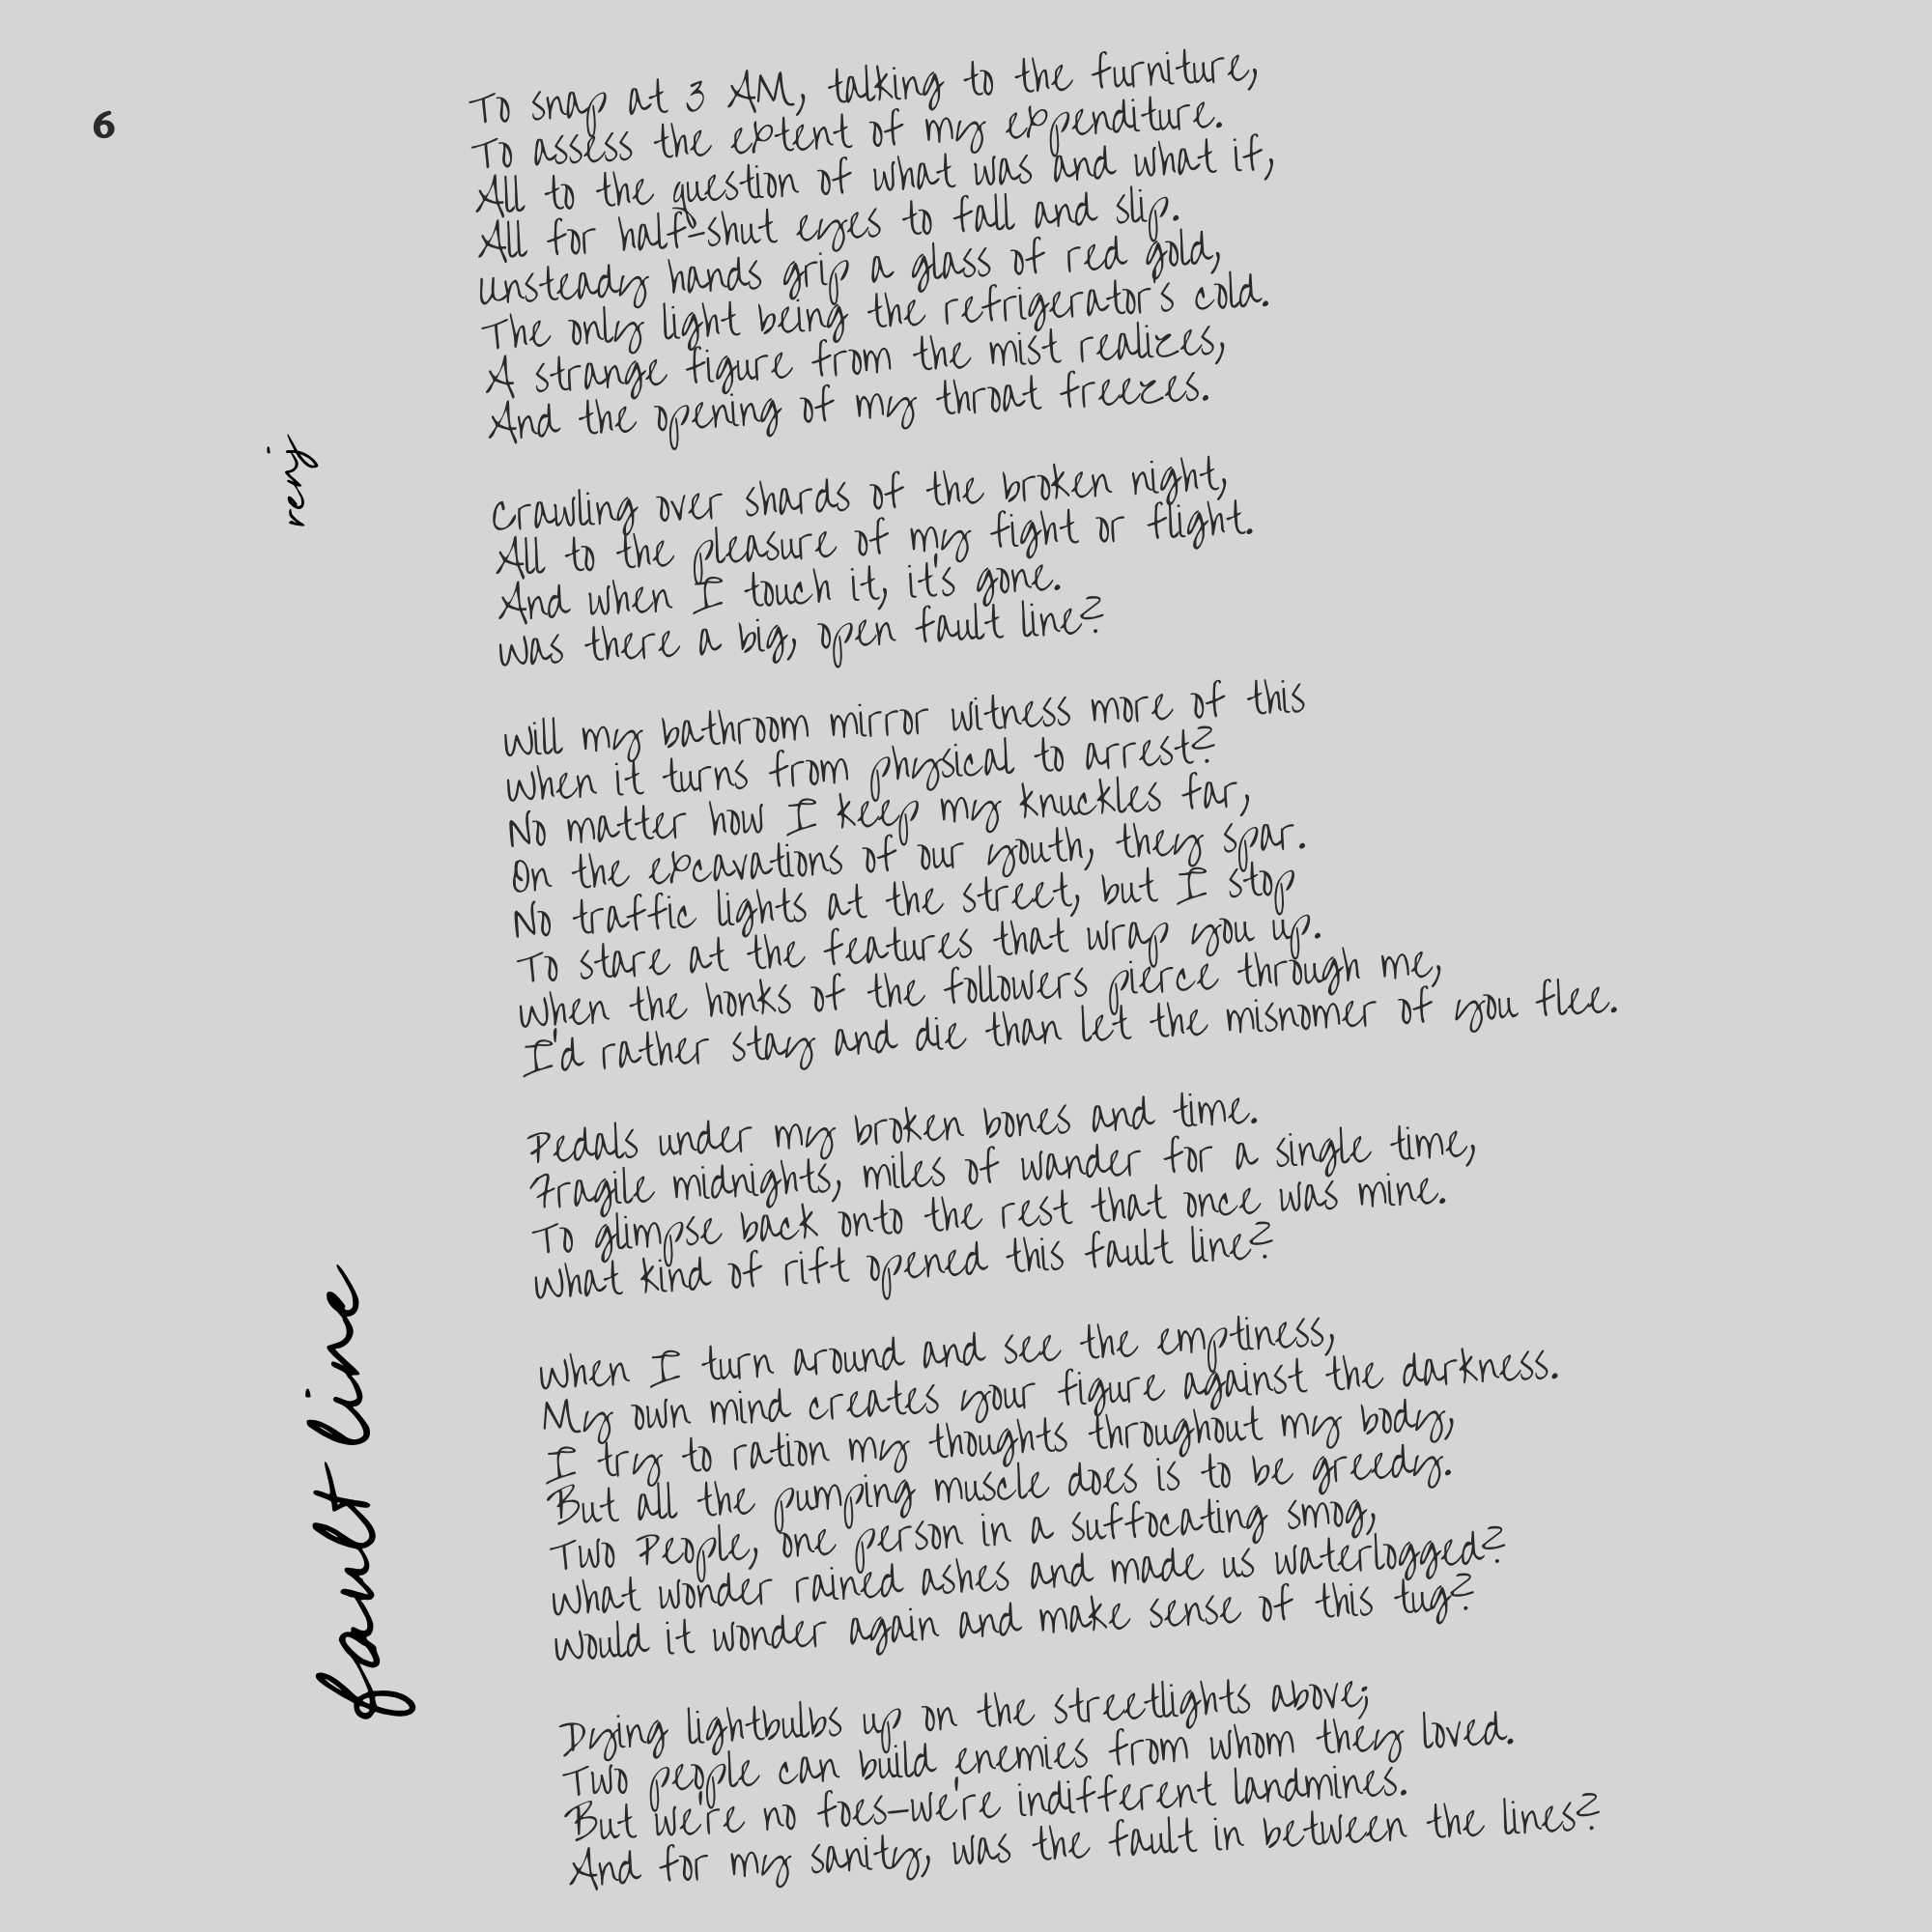 6
fault line
renj
To snap at 3 AM, talking to the furniture,
To assess the extent of my expenditure.
All to the question of what was and what if,
All for half-shut eyes to fall and slip.
Unsteady hands grip a glass of red gold,
The only light being the refrigerator's cold.
A strange figure from the mist realizes,
And the opening of my throat freezes.
Crawling over shards of the broken night,
All to the pleasure of my fight or flight.
And when I touch it, it's gone.
Was there a big, open fault line?
Will my bathroom mirror witness more of this
When it turns from physical to arrest?
No matter how I keep my knuckles far,
On the excavations of our youth, they spar.
No traffic lights at the street, but I stop
To stare at the features that wrap you up.
When the honks of the followers pierce through me,
I'd rather stay and die than let the misnomer of you flee.
Pedals under my broken bones and time.
Fragile midnights, miles of wander for a single time,
To glimpse back onto the rest that once was mine.
What kind of rift opened this fault line?
When I turn around and see the emptiness,
My own mind creates your figure against the darkness.
I try to ration my thoughts throughout my body,
But all the pumping muscle does is to be greedy.
Two People, one person in a suffocating smog,
What wonder rained ashes and made us waterlogged?
Would it wonder again and make sense of this tug?
Dying lightbulbs up on the streetlights above;
Two people can build enemies from whom they loved.
But we're no foes—we're indifferent landmines.
And for my sanity, was the fault in between the lines?